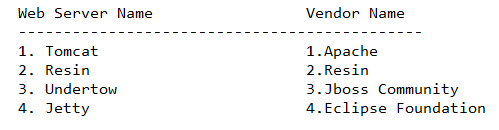 Web Server Name                 Vendor Name
---------------------------------------------
1. Tomcat                       1.Apache
2. Resin                        2.Resin
3. Undertow                     3.Jboss Community
4. Jetty                        4.Eclipse Foundation